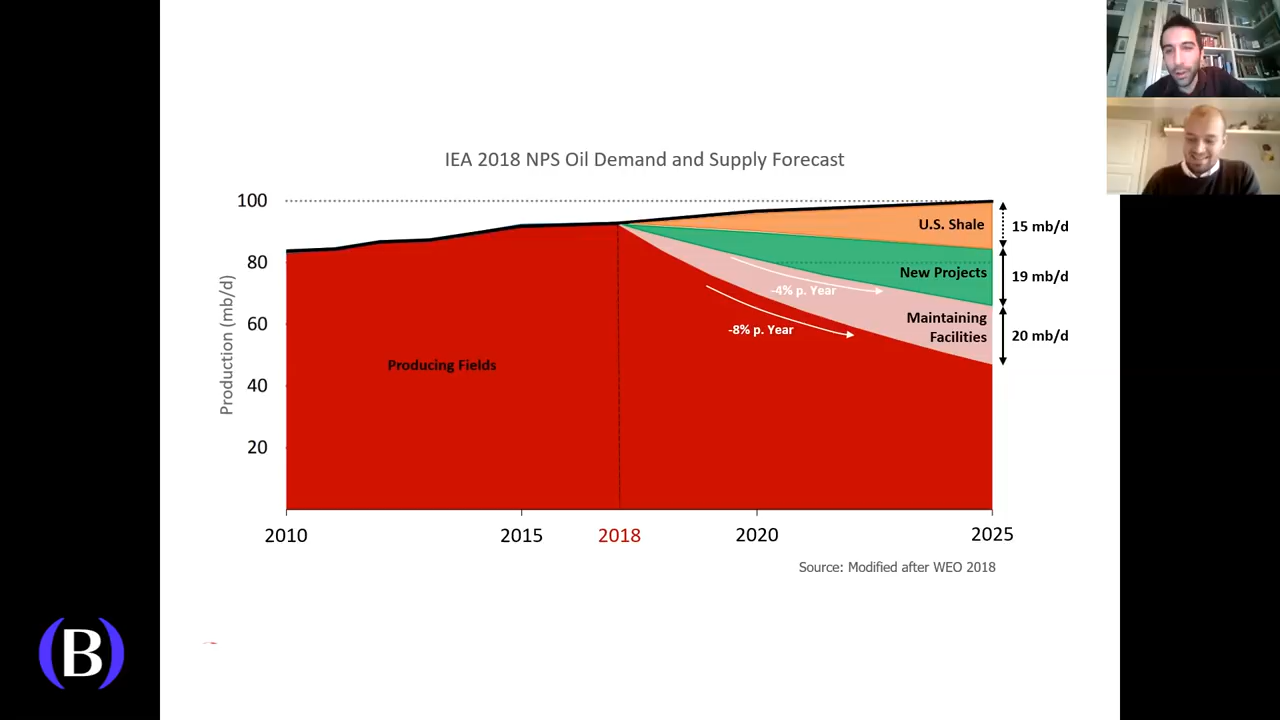 IEA 2018 NPS Oil Demand and Supply Forecast
100
80
60
40
20
Production (mb/d)
U.S. Shale
15 mb/d
New Projects
19 mb/d
-4% p. Year
Maintaining
Facilities
20 mb/d
-8% p. Year
Producing Fields
2010
2015
2018
2020
2025
Source: Modified after WEO 2018
(B)